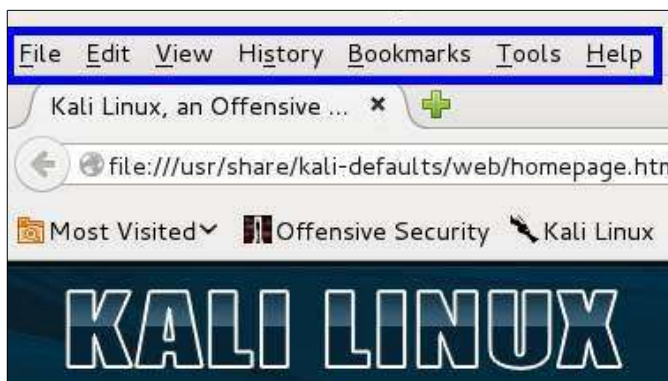 File Edit View History Bookmarks Tools Help
Kali Linux, an Offensive ...
file:///usr/share/kali-defaults/web/homepage.htm
Most Visited Offensive Security Kali Linux
KALI LINUX